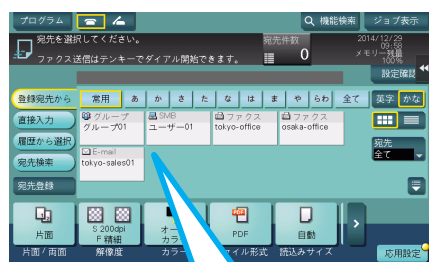 プログラム 機能検索 ジョブ表示
宛先を選択してください。 宛先件数 2014/12/29
09:58
ファクス送信はテンキーでダイアル開始できます。 0 メモリー残量
100%
設定確認
登録宛先から 常用 あ か さ た な は ま や らわ 全て 英字 かな
直接入力 グループ SMB ファクス ファクス
グループ01 ユーザー01 tokyo-office osaka-office
履歴から選択 E-mail 宛先
宛先検索 tokyo-sales01 全て
宛先登録
片面 S 200dpi オー PDF 自動
F 精細 カラ
片面/両面 解像度 カラー ファイル形式 読込みサイズ 応用設定